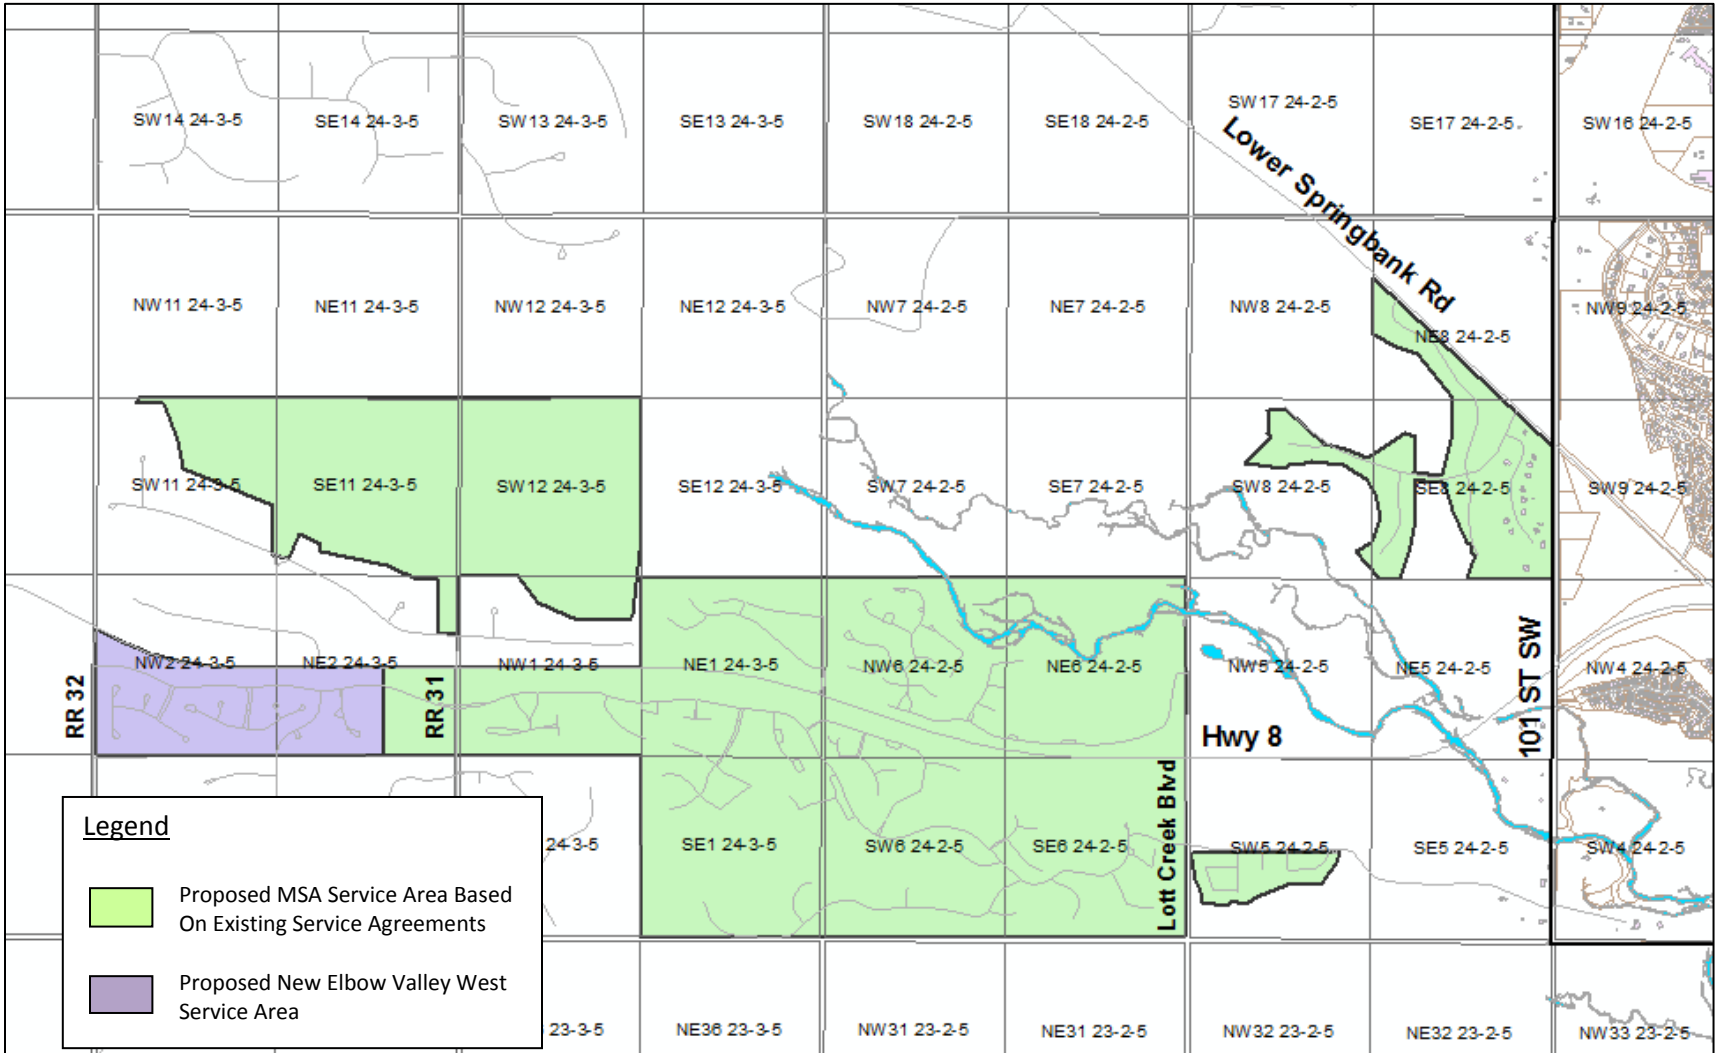 SW14 24-3-5 SE14 24-3-5 SW13 24-3-5 SE13 24-3-5 SW18 24-2-5 SE18 24-2-5 SW17 24-2-5 SE17 24-2-5 SW16 24-2-5
Lower Springbank Rd
NW11 24-3-5 NE11 24-3-5 NW12 24-3-5 NE12 24-3-5 NW7 24-2-5 NE7 24-2-5 NW8 24-2-5 NE8 24-2-5 NW9 24-2-5
SW11 24-3-5 SE11 24-3-5 SW12 24-3-5 SE12 24-3-5 SW7 24-2-5 SE7 24-2-5 SW8 24-2-5 SE8 24-2-5 SW9 24-2-5
NW2 24-3-5 NE2 24-3-5 NW1 24-3-5 NE1 24-3-5 NW6 24-2-5 NE6 24-2-5 NW5 24-2-5 NE5 24-2-5 NW4 24-2-5
RR 32
RR 31
Hwy 8
101 ST SW
Lott Creek Blvd
24-3-5 SE1 24-3-5 SW6 24-2-5 SE6 24-2-5 SW5 24-2-5 SE5 24-2-5 SW4 24-2-5
Legend
Proposed MSA Service Area Based
On Existing Service Agreements
Proposed New Elbow Valley West
Service Area
23-3-5 NE36 23-3-5 NW31 23-2-5 NE31 23-2-5 NW32 23-2-5 NE32 23-2-5 NW33 23-2-5